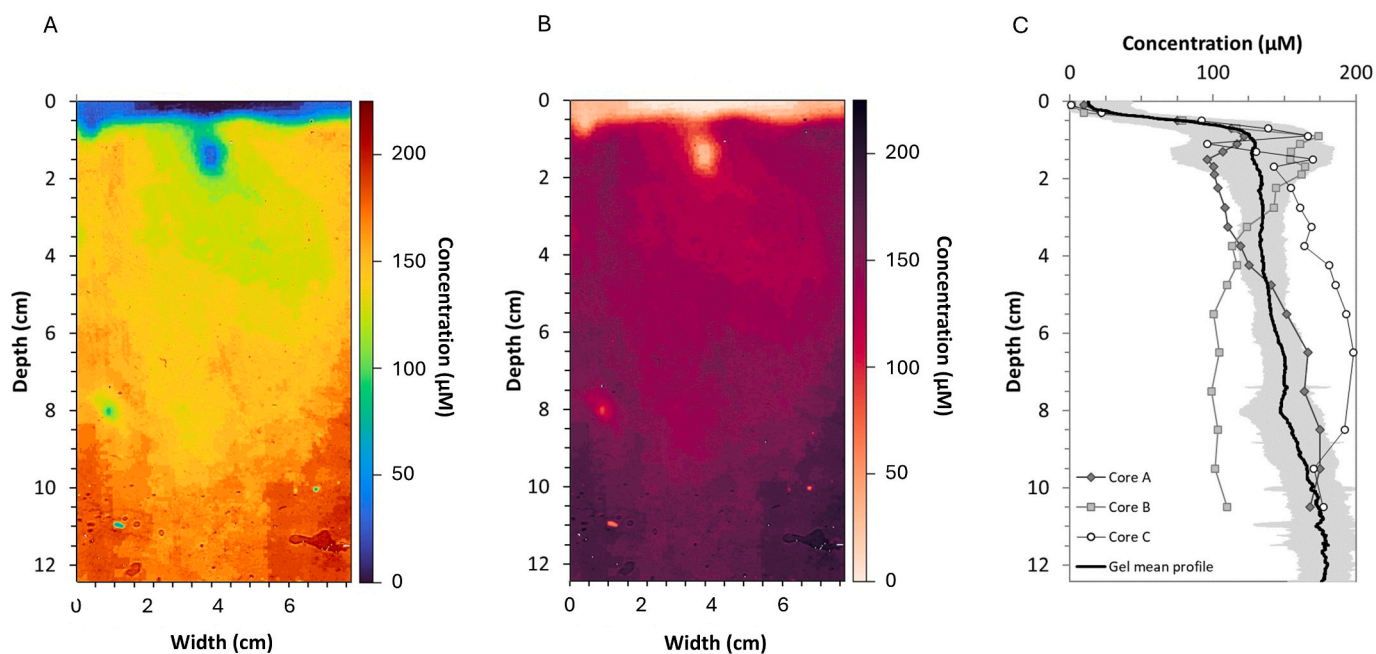 A
B
C
Concentration (µM)
0 100 200
0
2
4
6
8
10
12
Depth (cm)
0 2 4 6
Width (cm)
200
150
100
50
0
Concentration (µM)
0
2
4
6
8
10
12
Depth (cm)
0 2 4 6
Width (cm)
200
150
100
50
0
Concentration (µM)
0
2
4
6
8
10
12
Depth (cm)
Core A
Core B
Core C
Gel mean profile